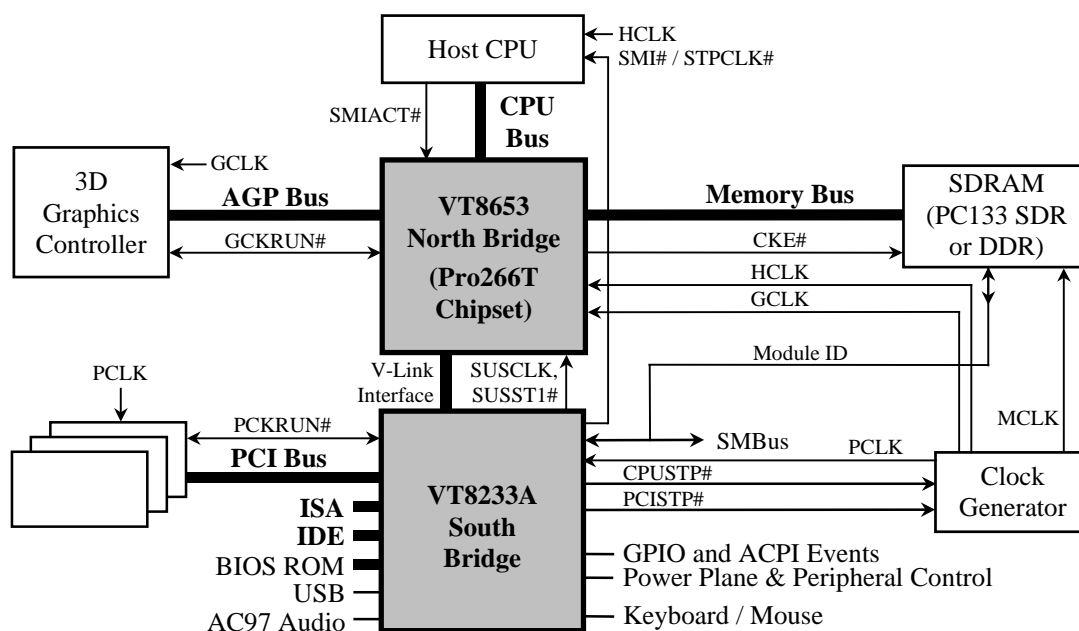 Host CPU
HCLK
SMI# / STPCLK#
SMIACT#
CPU
Bus
3D
Graphics
Controller
GCLK
AGP Bus
GCKRUN#
VT8653
North Bridge
(Pro266T
Chipset)
Memory Bus
CKE#
HCLK
GCLK
SDRAM
(PC133 SDR
or DDR)
Module ID
MCLK
V-Link
Interface
SUSCLK,
SUSST1#
PCLK
PCKRUN#
PCI Bus
VT8233A
South
Bridge
SMBus
PCLK
CPUSTP#
PCISTP#
Clock
Generator
ISA
IDE
BIOS ROM
USB
AC97 Audio
GPIO and ACPI Events
Power Plane & Peripheral Control
Keyboard / Mouse